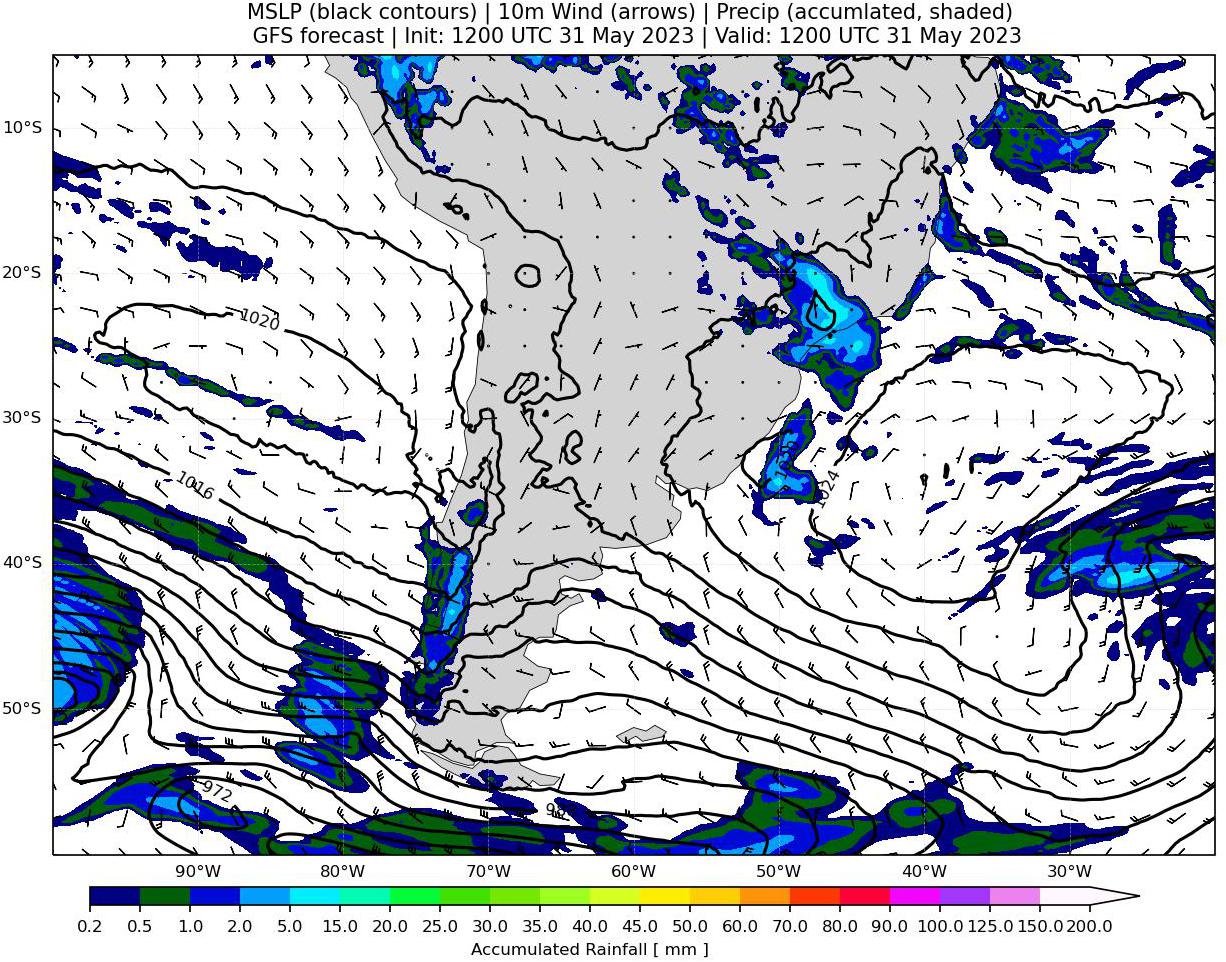 MSLP (black contours) | 10m Wind (arrows) | Precip (accumlated, shaded)
GFS forecast | Init: 1200 UTC 31 May 2023 | Valid: 1200 UTC 31 May 2023
10°S
20°S
1020
30°S
1016
1024
40°S
50°S
972
90°W 80°W 70°W 60°W 50°W 40°W 30°W
0.2 0.5 1.0 2.0 5.0 10.0 15.0 20.0 25.0 30.0 35.0 40.0 45.0 50.0 60.0 70.0 80.0 90.0 100.0 125.0 150.0 200.0
Accumulated Rainfall [ mm ]